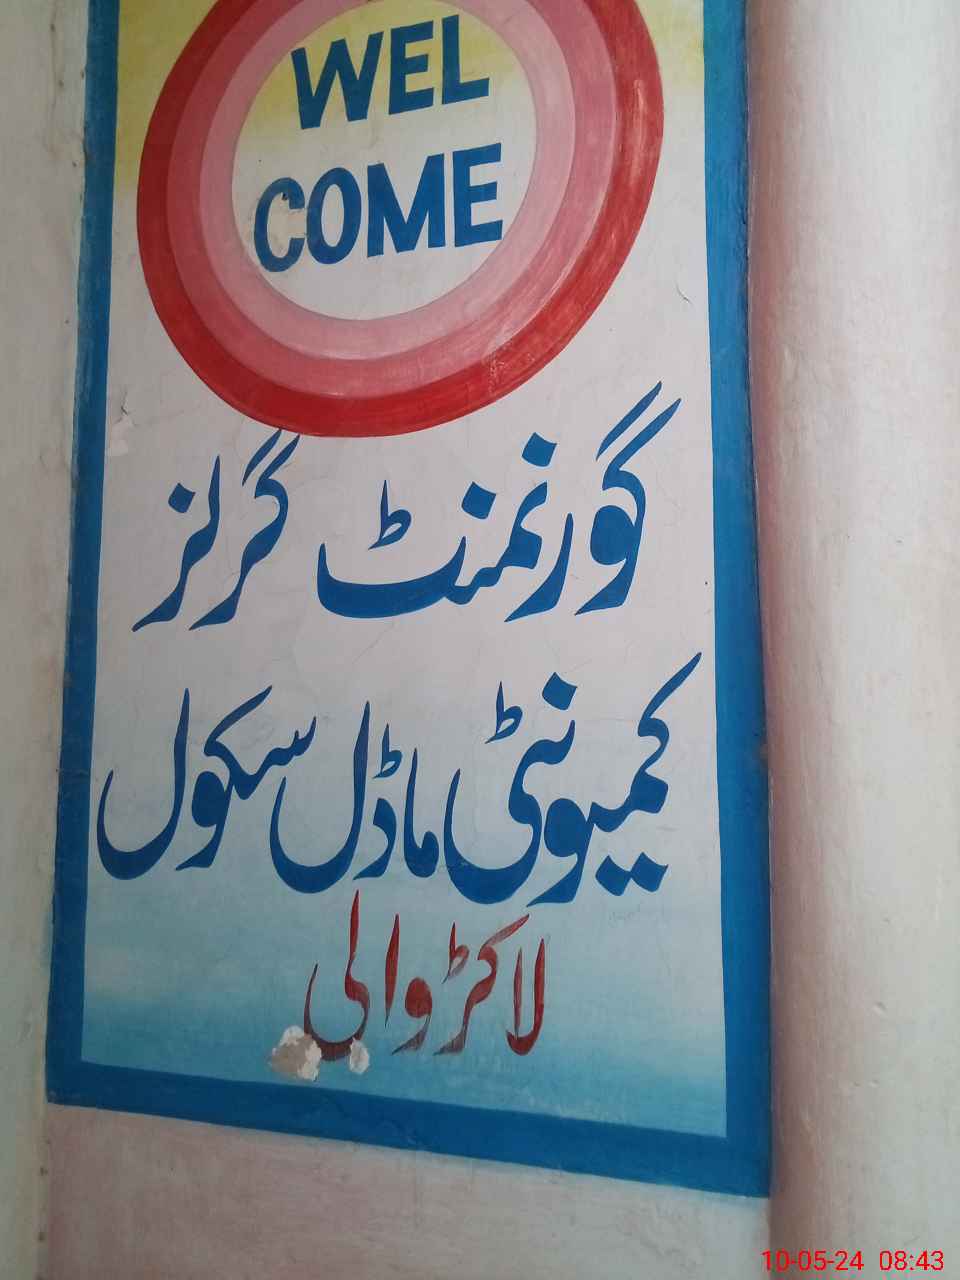 WEL
COME
گورنمنٹ گرلز
کمیونٹی ماڈل سکول
لاکڑوالی
10-05-24 08:43